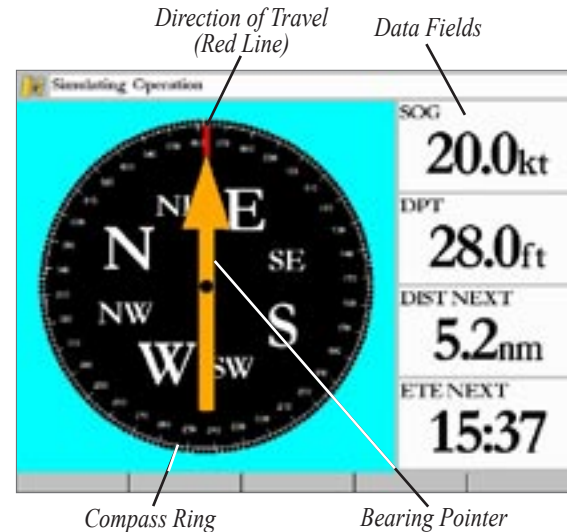 Direction of Travel
(Red Line)
Data Fields
Simulating Operation
SOG
20.0kt
DPT
28.0ft
DIST NEXT
5.2nm
ETE NEXT
15:37
E
N
SE
NW
S
W
SW
Compass Ring
Bearing Pointer